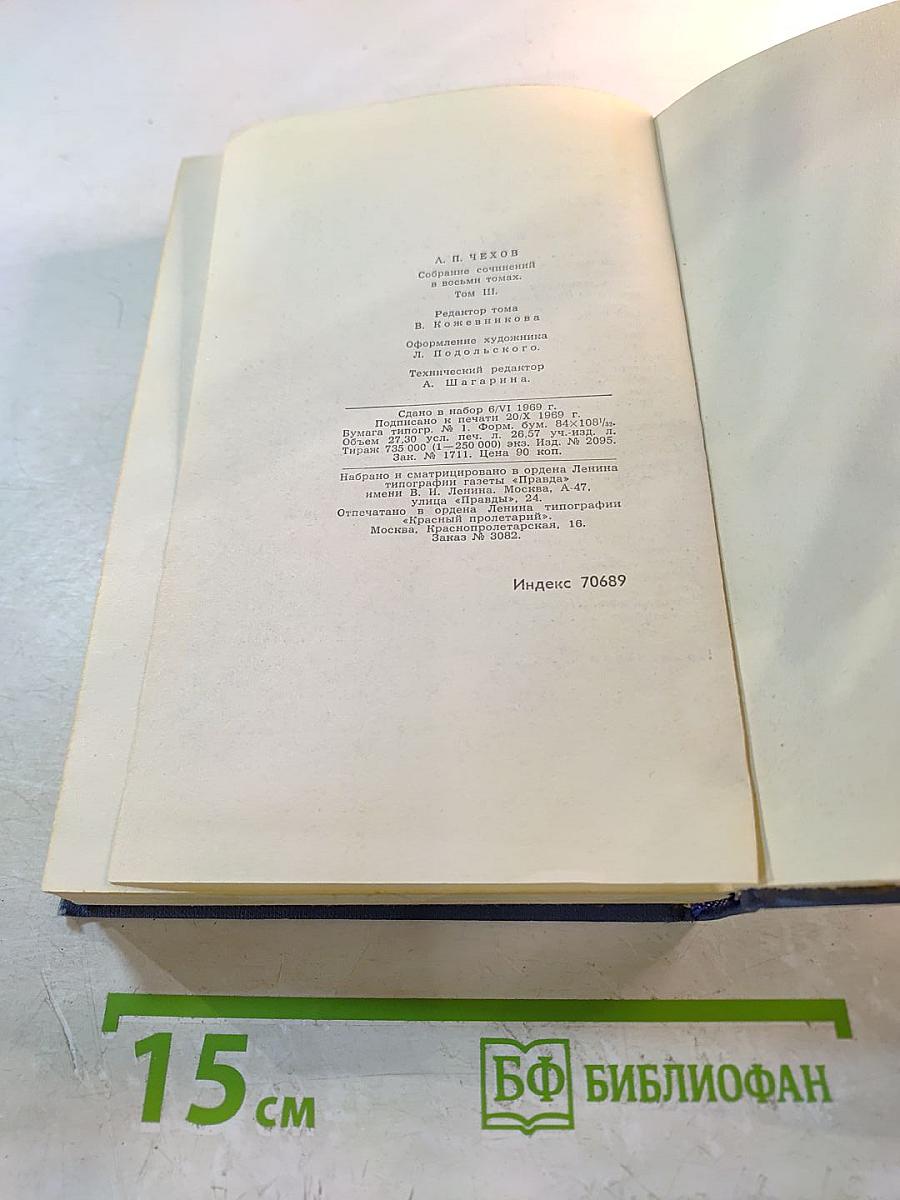 А. П. ЧЕХОВ
Собрание сочинений
в восьми томах.
Том III.
Редактор тома
В. Кожевникова
Оформление художника
Л. Подольского.
Технический редактор
А. Шагарина.
Сдано в набор 6/VI 1969 г.
Подписано к печати 20/X 1969 г.
Бумага типогр. № 1. Форм. бум. 84×108¹/₃₂.
Объем 27,30 усл. печ. л. 26,57 уч.-изд. л.
Тираж 735 000 (1—250 000) экз. Изд. № 2095.
Зак. № 1711. Цена 90 коп.
Набрано и сматрицировано в ордена Ленина
типографии газеты «Правда»
имени В. И. Ленина. Москва, А-47,
улица «Правды», 24.
Отпечатано в ордена Ленина типографии
«Красный пролетарий».
Москва, Краснопролетарская, 16.
Заказ № 3082.
Индекс 70689
15 см
БФ БИБЛИОФАН